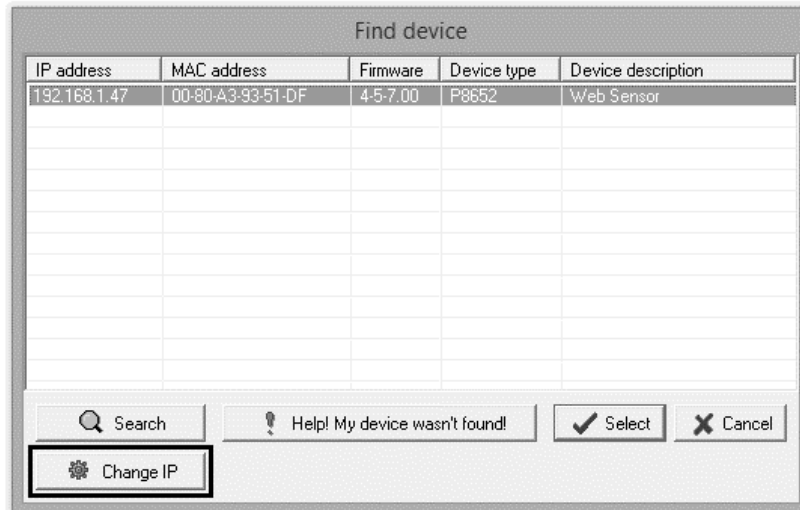 Find device
IP address MAC address Firmware Device type Device description
192.168.1.47 00-80-A3-93-51-DF 4-5-7.00 P8652 Web Sensor
Search Help! My device wasn't found! Select Cancel
Change IP